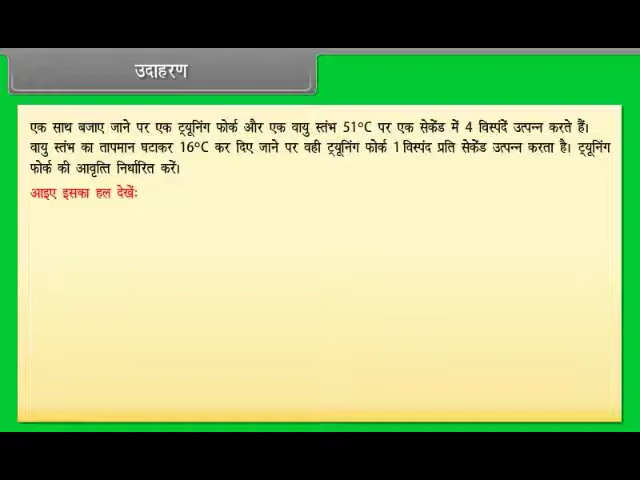 उदाहरण
एक साथ बजाए जाने पर एक ट्यूनिंग फोर्क और एक वायु स्तंभ 51°C पर एक सेकेंड में 4 विस्पंदें उत्पन्न करते हैं।
वायु स्तंभ का तापमान घटाकर 16°C कर दिए जाने पर वही ट्यूनिंग फोर्क 1 विस्पंद प्रति सेकेंड उत्पन्न करता है। ट्यूनिंग
फोर्क की आवृत्ति निर्धारित करें।
आइए इसका हल देखें: